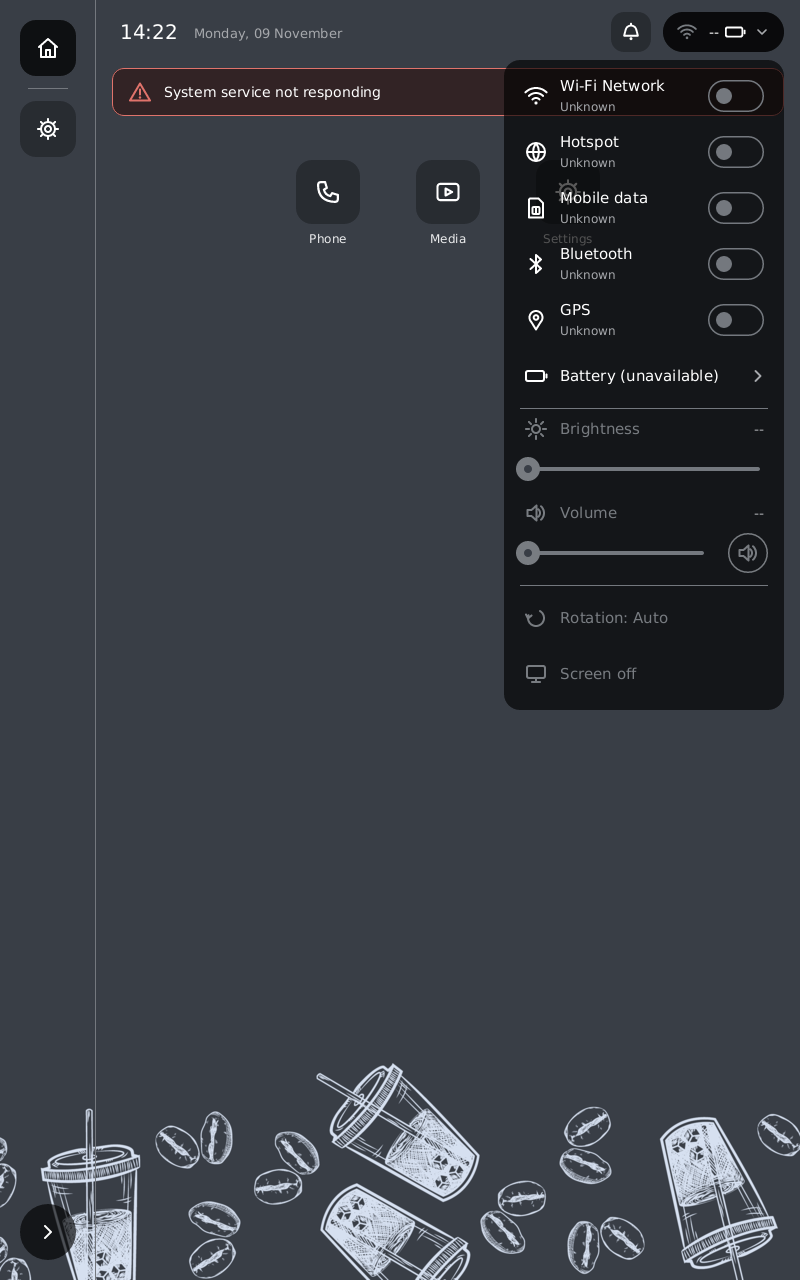 14:22 Monday, 09 November
--
System service not responding
Wi-Fi Network
Unknown
Hotspot
Unknown
Phone
Media
Settings
Mobile data
Unknown
Bluetooth
Unknown
GPS
Unknown
Battery (unavailable)
Brightness --
Volume --
Rotation: Auto
Screen off